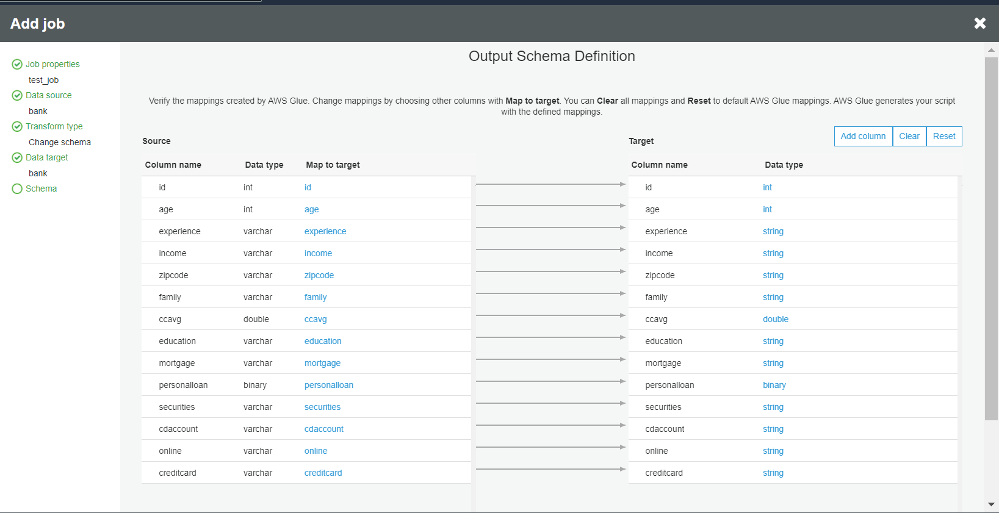 Add job
Job properties
test_job
Data source
bank
Transform type
Change schema
Data target
bank
Schema
Output Schema Definition
Verify the mappings created by AWS Glue. Change mappings by choosing other columns with Map to target. You can Clear all mappings and Reset to default AWS Glue mappings. AWS Glue generates your script
with the defined mappings.
Add column Clear Reset
Source Target
Column name Data type Map to target Column name Data type
id int id id int
age int age age int
experience varchar experience experience string
income varchar income income string
zipcode varchar zipcode zipcode string
family varchar family family string
ccavg double ccavg ccavg double
education varchar education education string
mortgage varchar mortgage mortgage string
personalloan binary personalloan personalloan binary
securities varchar securities securities string
cdaccount varchar cdaccount cdaccount string
online varchar online online string
creditcard varchar creditcard creditcard string